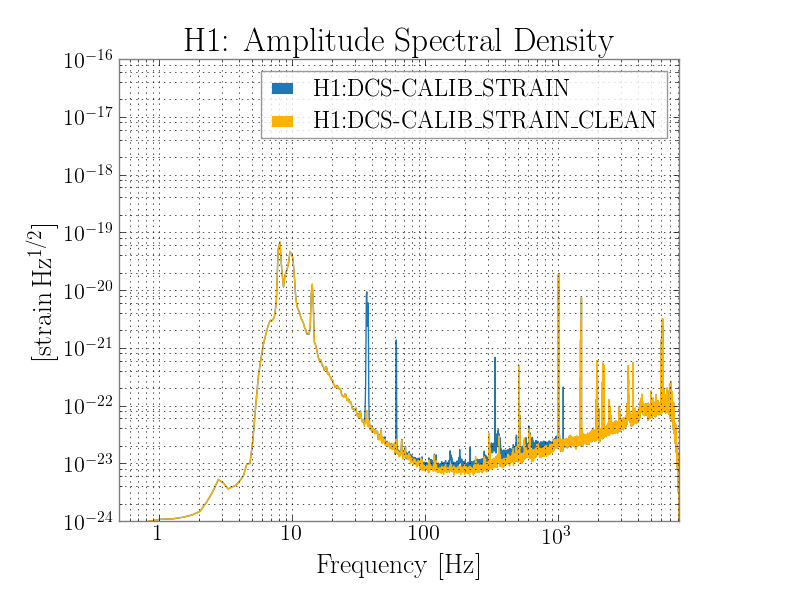 H1: Amplitude Spectral Density
H1:DCS-CALIB_STRAIN
H1:DCS-CALIB_STRAIN_CLEAN
[strain Hz^{1/2}]
10^{−16}
10^{−17}
10^{−18}
10^{−19}
10^{−20}
10^{−21}
10^{−22}
10^{−23}
10^{−24}
1 10 100 10^3
Frequency [Hz]